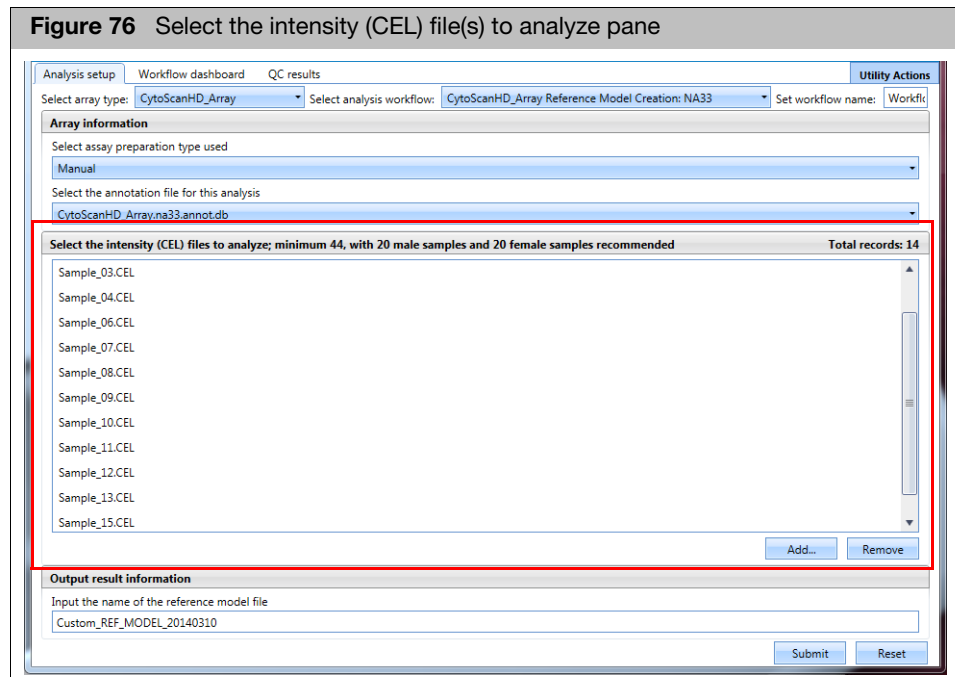 Figure 76 Select the intensity (CEL) file(s) to analyze pane
Analysis setup Workflow dashboard QC results Utility Actions
Select array type: CytoScanHD_Array Select analysis workflow: CytoScanHD_Array Reference Model Creation: NA33 Set workflow name: Workflc
Array information
Select assay preparation type used
Manual
Select the annotation file for this analysis
CytoScanHD_Array.na33.annot.db
Select the intensity (CEL) files to analyze; minimum 44, with 20 male samples and 20 female samples recommended Total records: 14
Sample_03.CEL
Sample_04.CEL
Sample_06.CEL
Sample_07.CEL
Sample_08.CEL
Sample_09.CEL
Sample_10.CEL
Sample_11.CEL
Sample_12.CEL
Sample_13.CEL
Sample_15.CEL
Add... Remove
Output result information
Input the name of the reference model file
Custom_REF_MODEL_20140310
Submit Reset